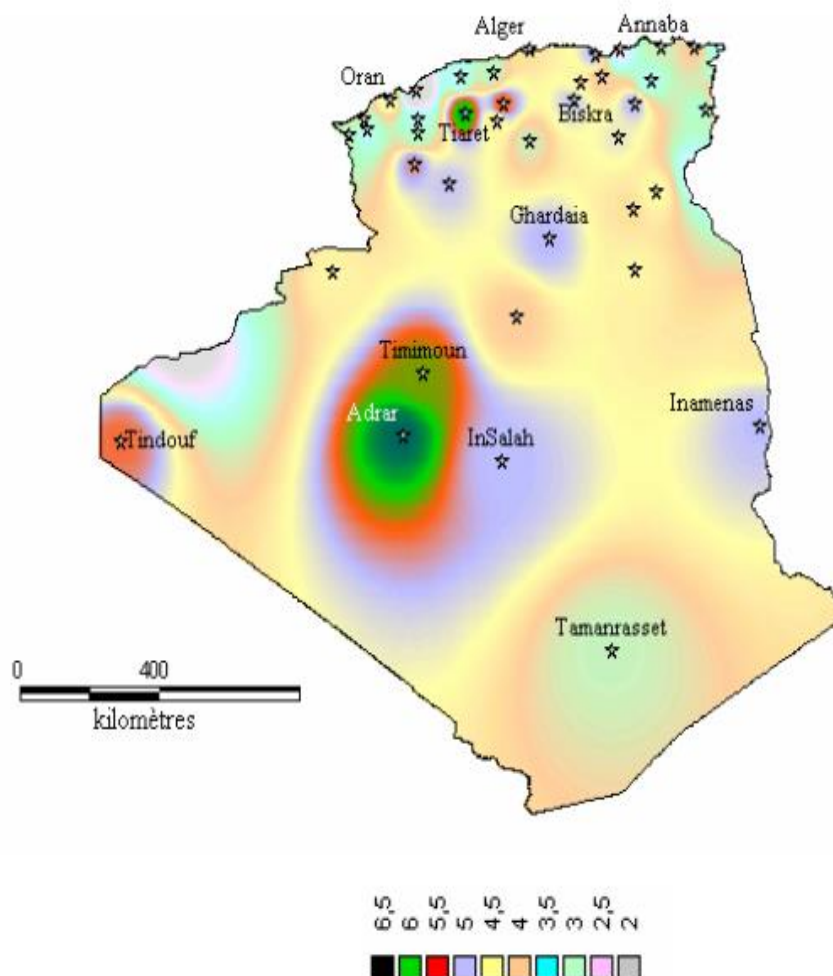 Alger
Annaba
Oran
Tiaret
Biskra
Ghardaia
Timimoun
Adrar
InSalah
Inamenas
Tindouf
Tamanrasset
0 400
kilomètres
6,5 6 5,5 5 4,5 4 3,5 3 2,5 2